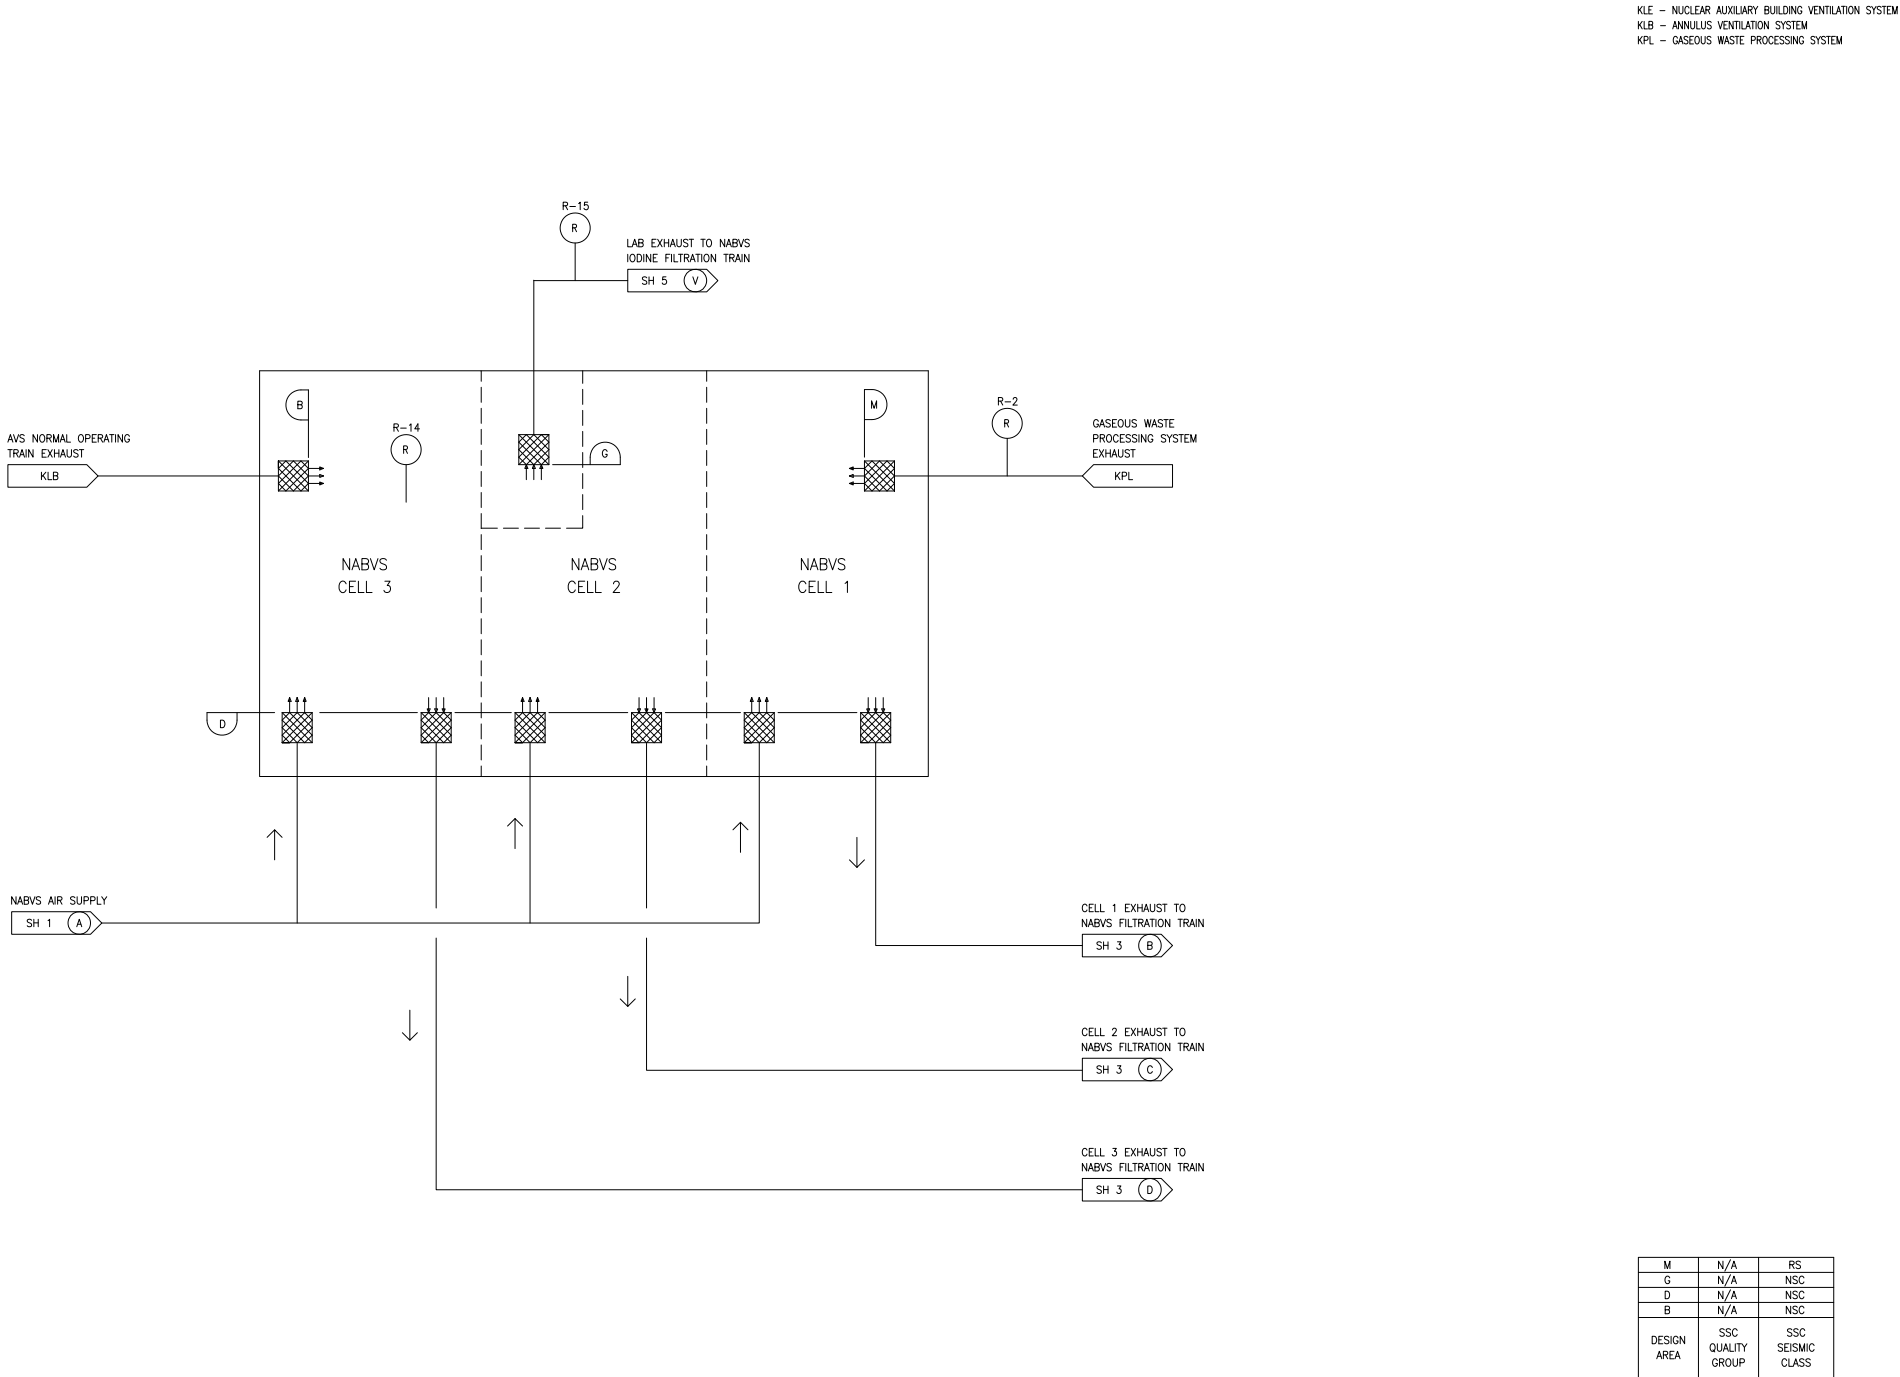 KLE – NUCLEAR AUXILIARY BUILDING VENTILATION SYSTEM
KLB – ANNULUS VENTILATION SYSTEM
KPL – GASEOUS WASTE PROCESSING SYSTEM
R–15
R
LAB EXHAUST TO NABVS
IODINE FILTRATION TRAIN
SH 5 V
B
M
R–14
R
R–2
R
G
AVS NORMAL OPERATING
TRAIN EXHAUST
KLB
GASEOUS WASTE
PROCESSING SYSTEM
EXHAUST
KPL
NABVS
CELL 3
NABVS
CELL 2
NABVS
CELL 1
D
NABVS AIR SUPPLY
SH 1 A
CELL 1 EXHAUST TO
NABVS FILTRATION TRAIN
SH 3 B
CELL 2 EXHAUST TO
NABVS FILTRATION TRAIN
SH 3 C
CELL 3 EXHAUST TO
NABVS FILTRATION TRAIN
SH 3 D
M N/A RS
G N/A NSC
D N/A NSC
B N/A NSC
DESIGN
AREA
SSC
QUALITY
GROUP
SSC
SEISMIC
CLASS